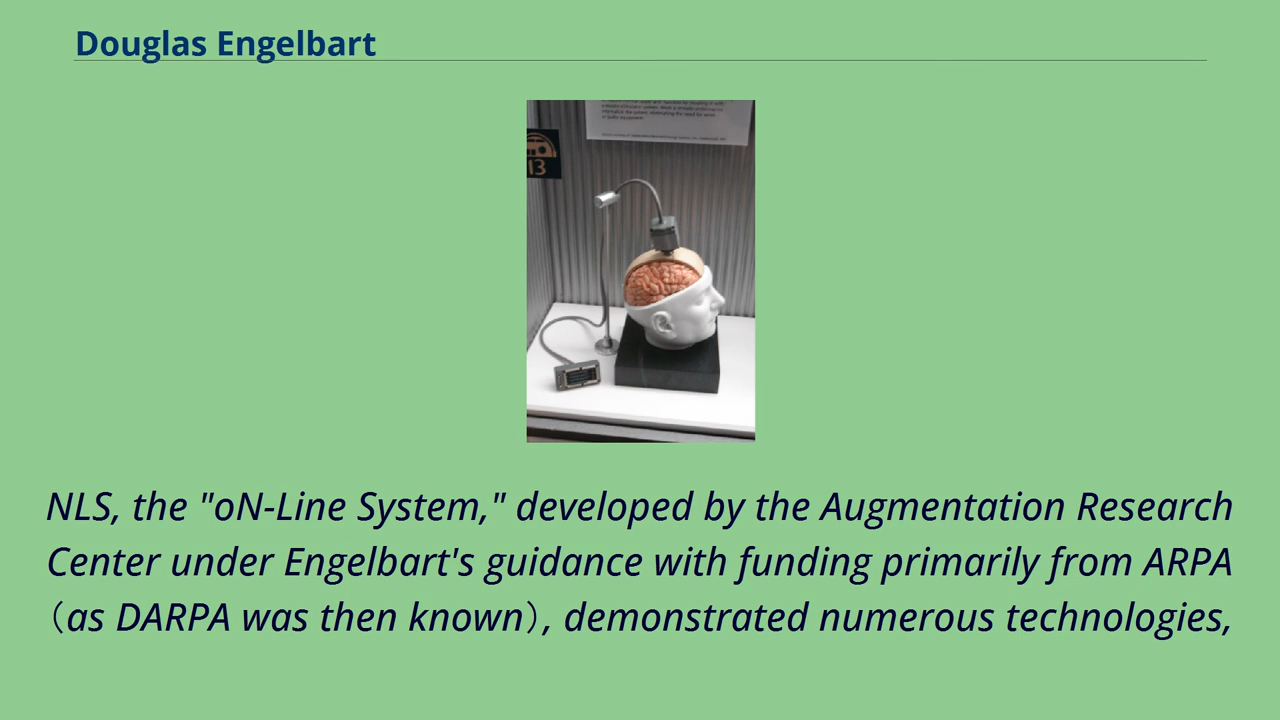 Douglas Engelbart
13
NLS, the "oN-Line System," developed by the Augmentation Research
Center under Engelbart's guidance with funding primarily from ARPA
（as DARPA was then known）, demonstrated numerous technologies,